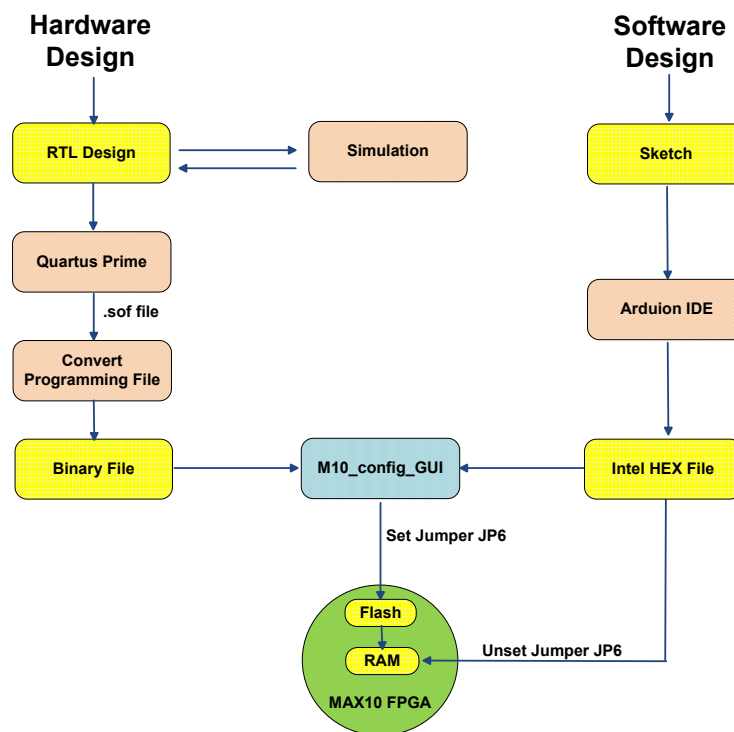 Hardware
Design
Software
Design
RTL Design
Simulation
Sketch
Quartus Prime
.sof file
Arduion IDE
Convert
Programming File
Binary File
M10_config_GUI
Intel HEX File
Set Jumper JP6
Flash
RAM
Unset Jumper JP6
MAX10 FPGA